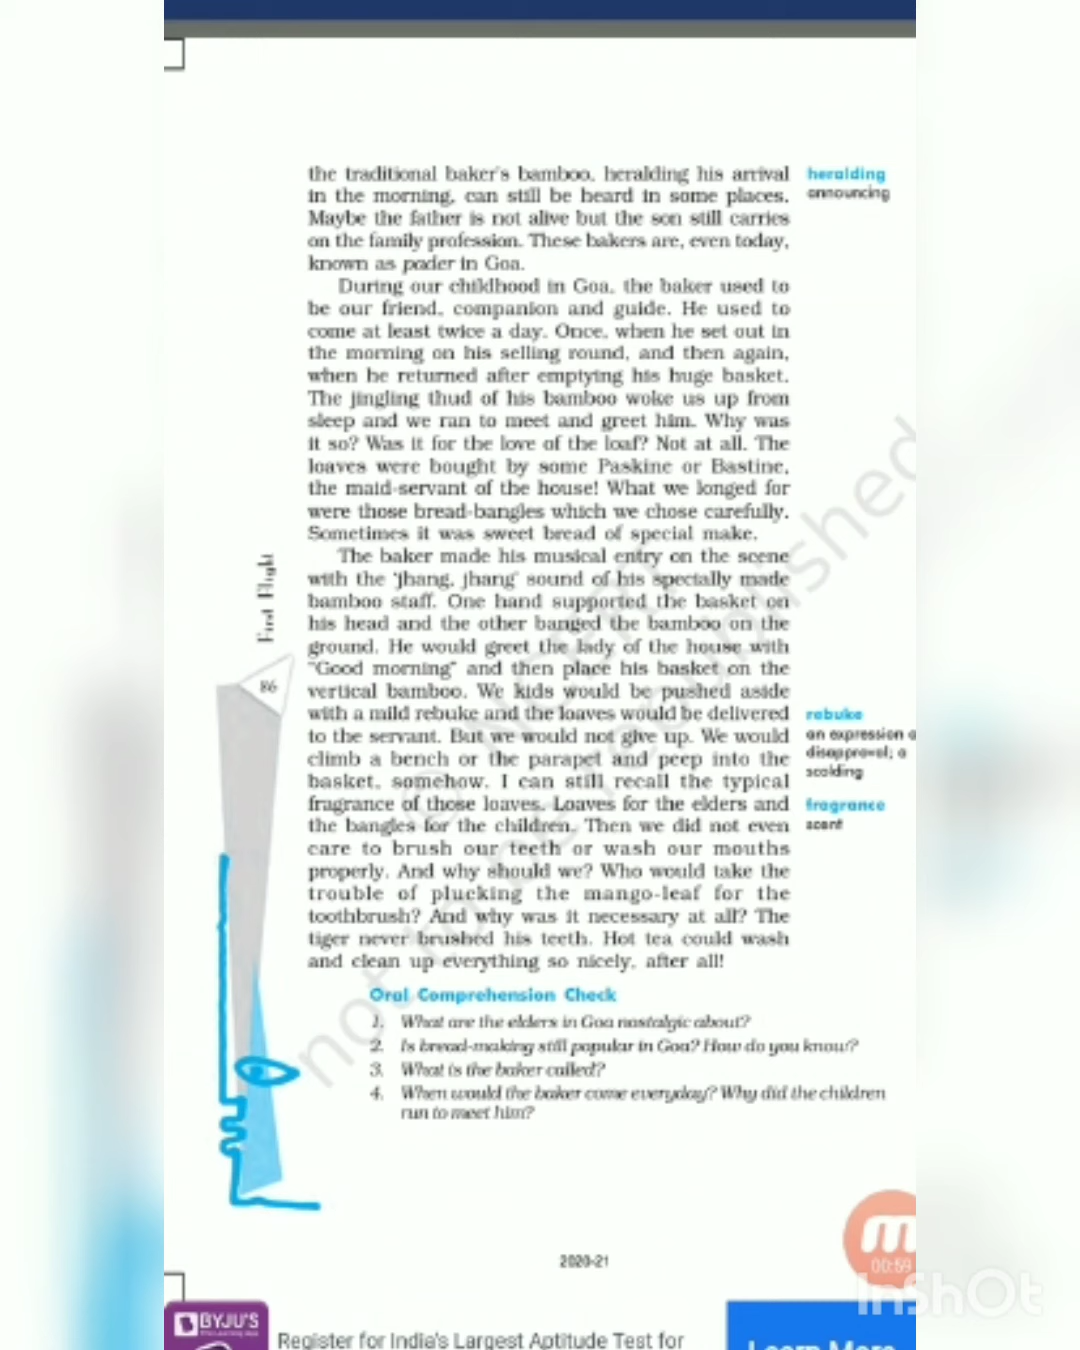 the traditional baker's bamboo, heralding his arrival
in the morning, can still be heard in some places.
Maybe the father is not alive but the son still carries
on the family profession. These bakers are, even today,
known as pader in Goa.
heralding
announcing
During our childhood in Goa, the baker used to
be our friend, companion and guide. He used to
come at least twice a day. Once, when he set out in
the morning on his selling round, and then again,
when he returned after emptying his huge basket.
The jingling thud of his bamboo woke us up from
sleep and we ran to meet and greet him. Why was
it so? Was it for the love of the loaf? Not at all. The
loaves were bought by some Paskine or Bastine,
the maid-servant of the house! What we longed for
were those bread-bangles which we chose carefully.
Sometimes it was sweet bread of special make.
The baker made his musical entry on the scene
with the 'jhang, jhang' sound of his specially made
bamboo staff. One hand supported the basket on
his head and the other banged the bamboo on the
ground. He would greet the lady of the house with
"Good morning" and then place his basket on the
vertical bamboo. We kids would be pushed aside
with a mild rebuke and the loaves would be delivered
to the servant. But we would not give up. We would
climb a bench or the parapet and peep into the
basket, somehow. I can still recall the typical
fragrance of those loaves. Loaves for the elders and
the bangles for the children. Then we did not even
care to brush our teeth or wash our mouths
properly. And why should we? Who would take the
trouble of plucking the mango-leaf for the
toothbrush? And why was it necessary at all? The
tiger never brushed his teeth. Hot tea could wash
and clean up everything so nicely, after all!
rebuke
an expression o
disapproval; a
scolding
fragrance
scent
First Flight
86
Oral Comprehension Check
1. What are the elders in Goa nostalgic about?
2. Is bread-making still popular in Goa? How do you know?
3. What is the baker called?
4. When would the baker come everyday? Why did the children
run to meet him?
© NCERT
not to be republished
2020-21
00:59
InShOt
BYJU'S
Register for India's Largest Aptitude Test for
Learn More